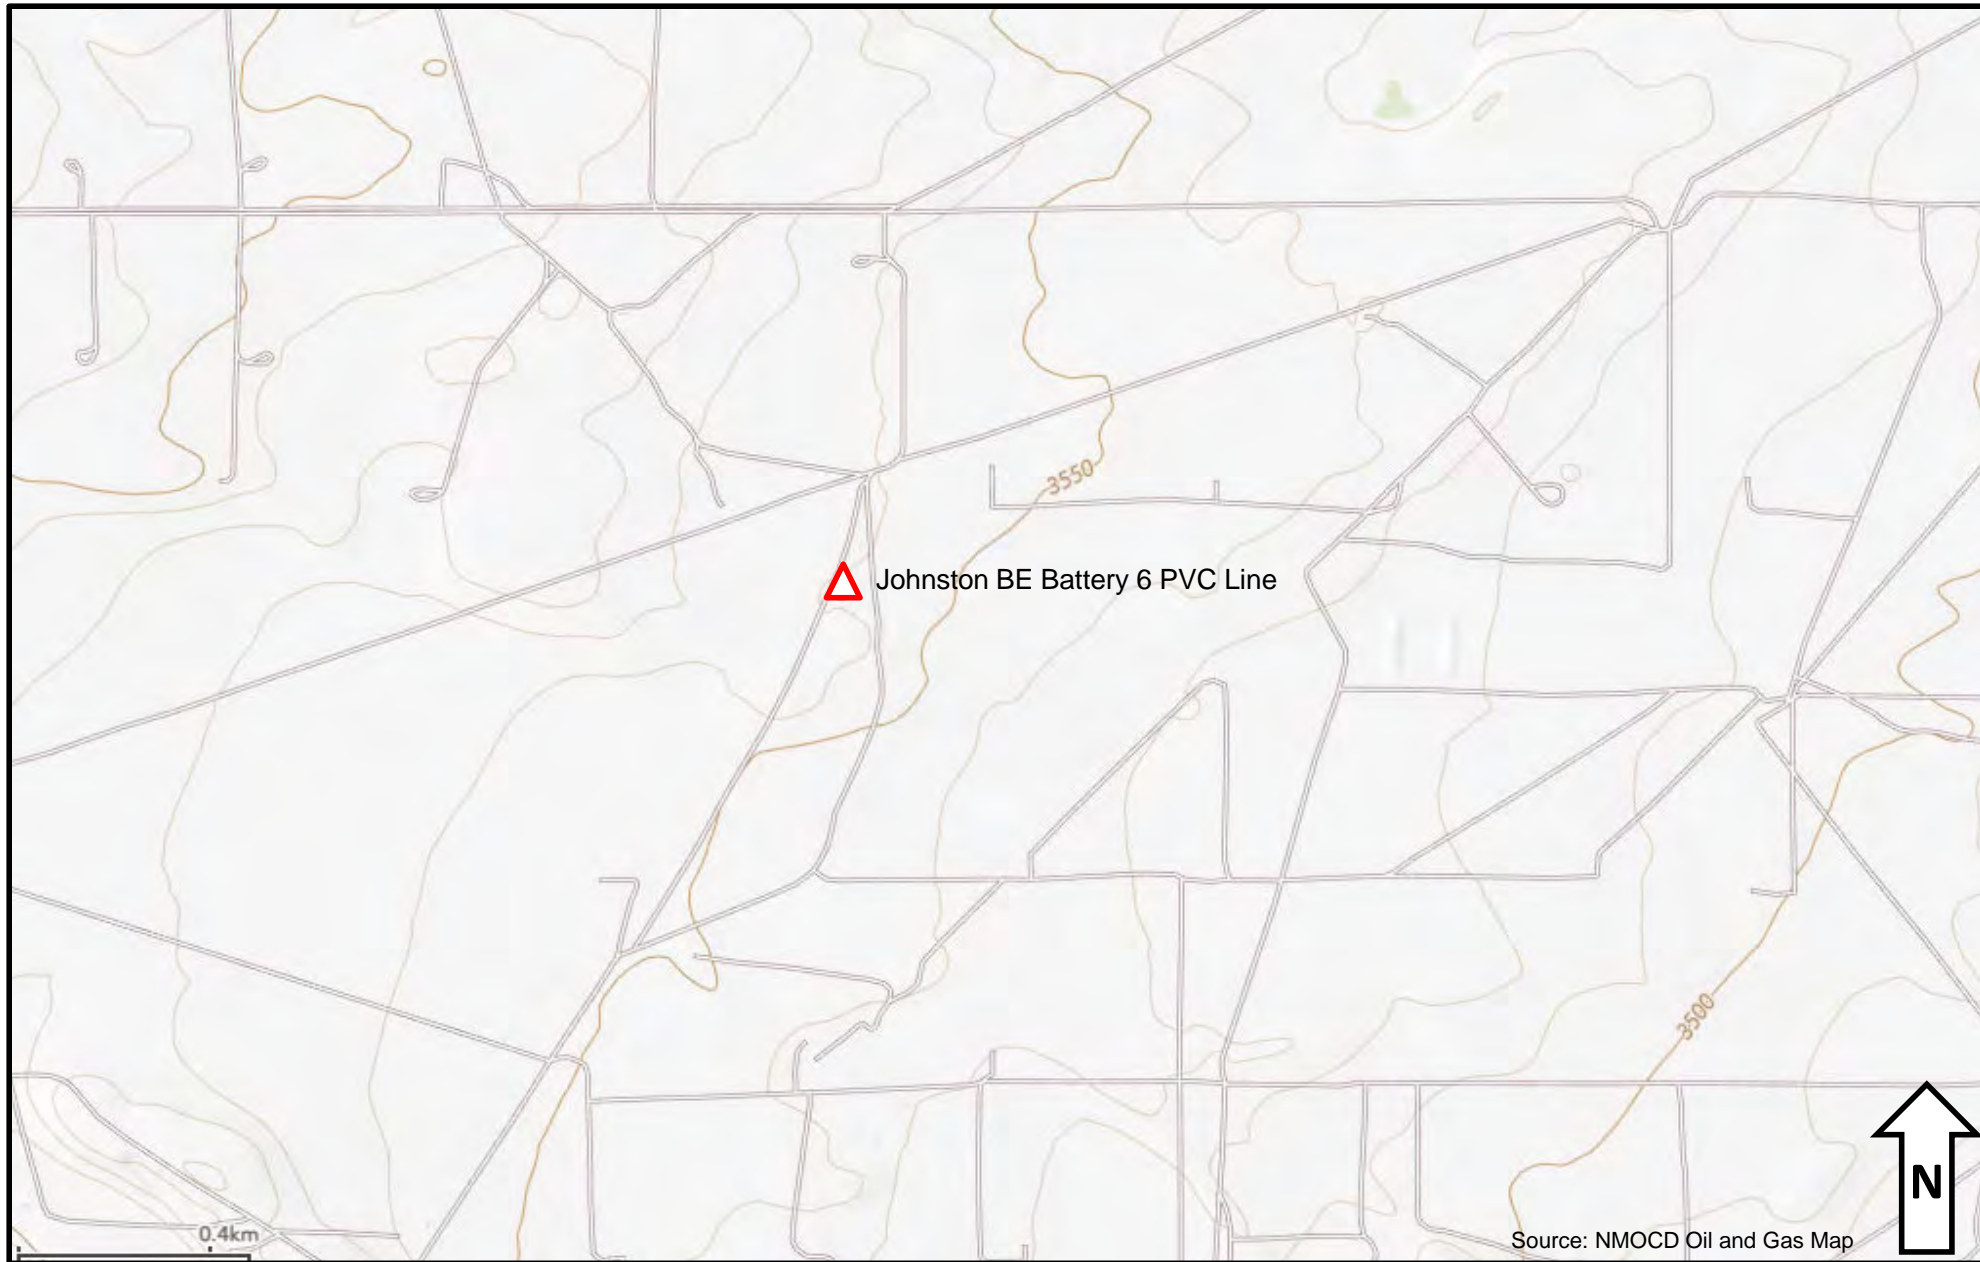 3550
Johnston BE Battery 6 PVC Line
3500
N
0.4km
Source: NMOCD Oil and Gas Map